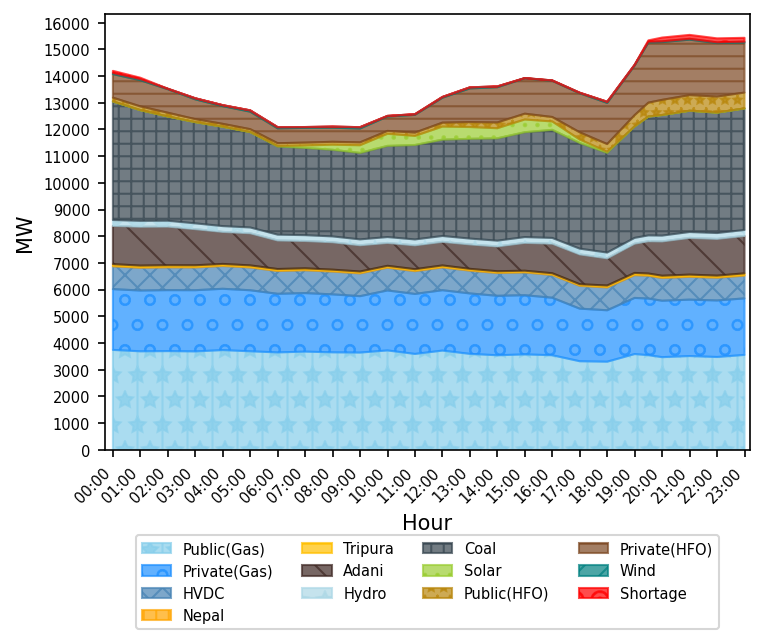 16000
15000
14000
13000
12000
11000
10000
9000
8000
7000
6000
5000
4000
3000
2000
1000
0
MW
00:00 01:00 02:00 03:00 04:00 05:00 06:00 07:00 08:00 09:00 10:00 11:00 12:00 13:00 14:00 15:00 16:00 17:00 18:00 19:00 20:00 21:00 22:00 23:00
Hour
Public(Gas) Tripura Coal Private(HFO)
Private(Gas) Adani Solar Wind
HVDC Hydro Public(HFO) Shortage
Nepal